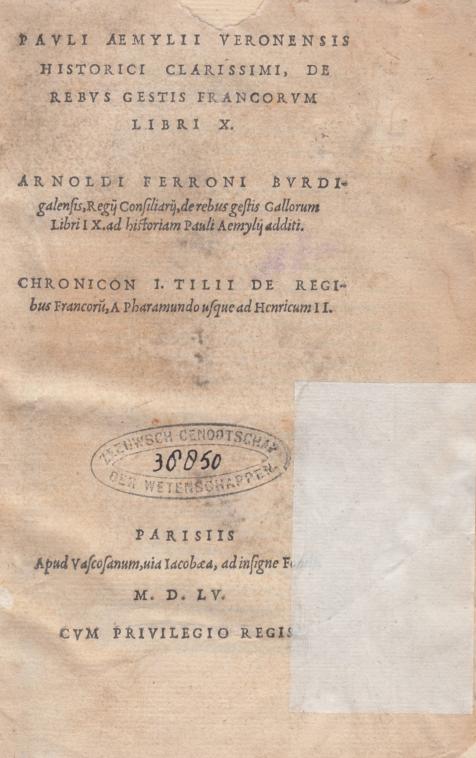 PAVLI AEMYLII VERONENSIS
HISTORICI CLARISSIMI, DE
REBVS GESTIS FRANCORVM
LIBRI X.
ARNOLDI FERRONI BVRDI-
galenſis, Regij Conſiliarij, de rebus geſtis Gallorum
Libri IX. ad hiſtoriam Pauli Aemylij additi.
CHRONICON I. TILII DE REGI-
bus Francorū, A Pharamundo uſque ad Henricum II.
ZEEUWSCH GENOOTSCHAP
38850
DER WETENSCHAPPEN
PARISIIS
Apud Vaſcoſanum, uia Iacobæa, ad inſigne
M. D. LV.
CVM PRIVILEGIO REGIS